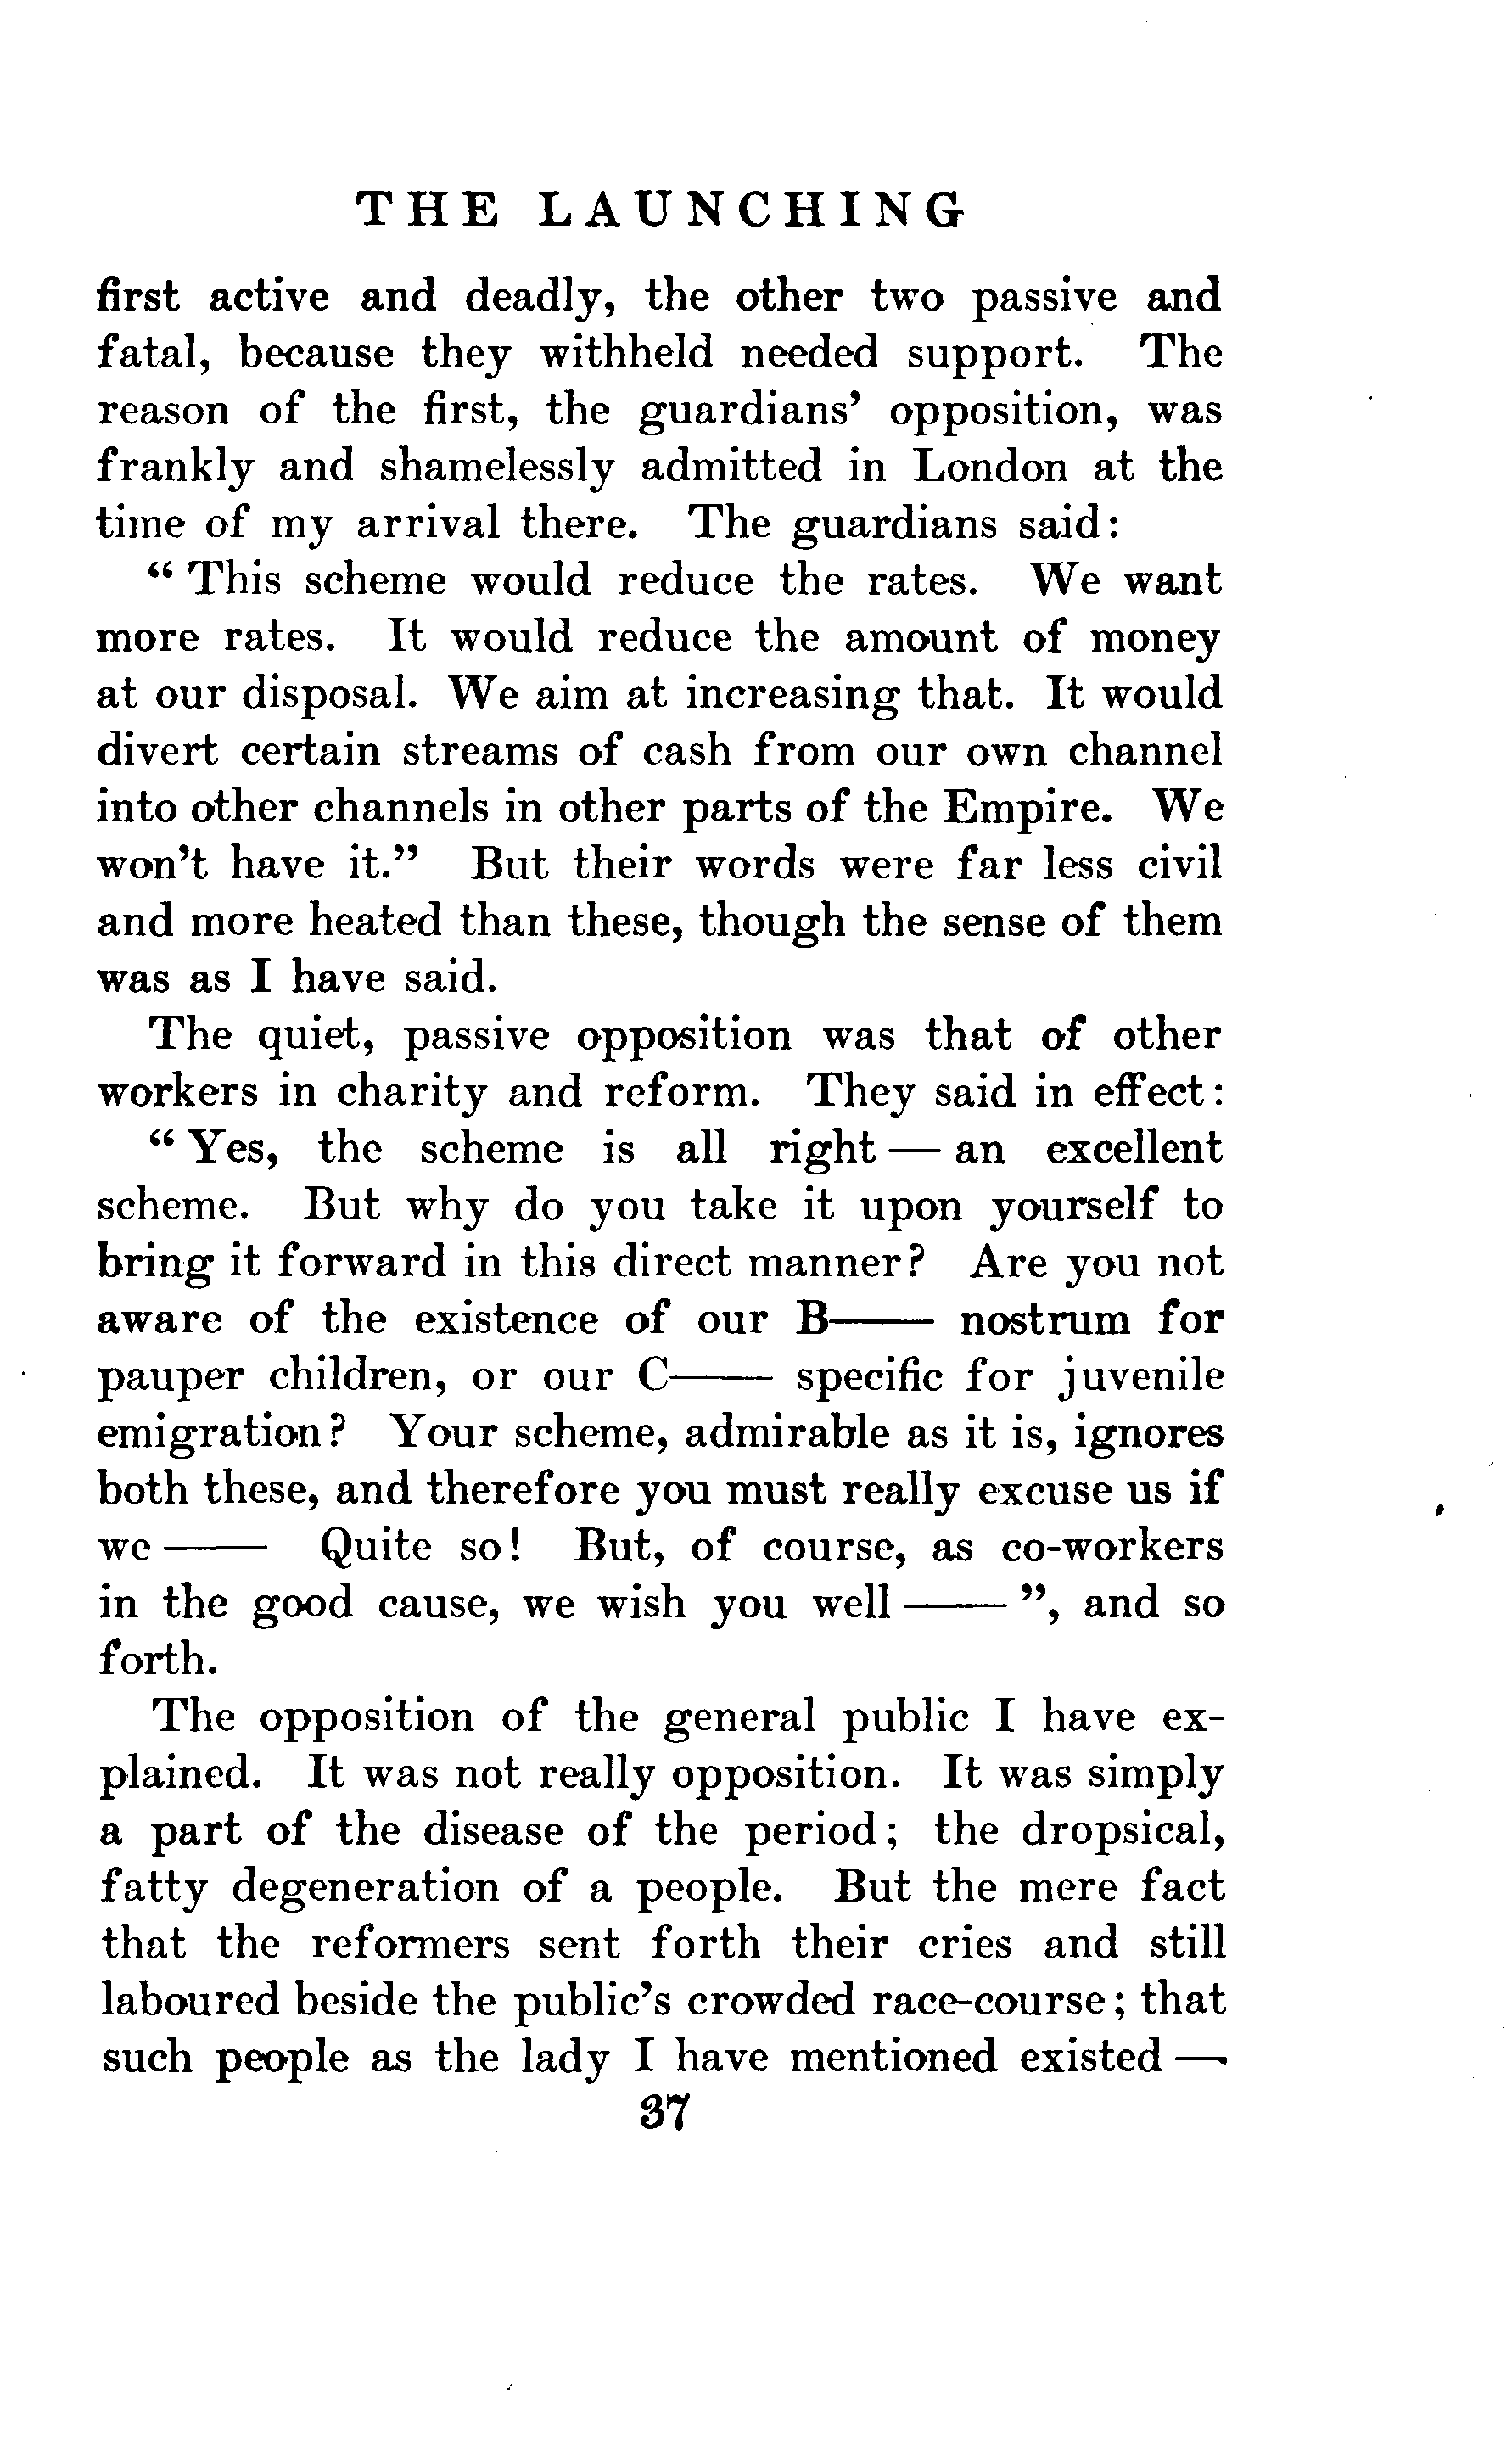 THE LAUNCHING
first active and deadly, the other two passive and
fatal, because they withheld needed support. The
reason of the first, the guardians' opposition, was
frankly and shamelessly admitted in London at the
time of my arrival there. The guardians said:
“ This scheme would reduce the rates. We want
more rates. It would reduce the amount of money
at our disposal. We aim at increasing that. It would
divert certain streams of cash from our own channel
into other channels in other parts of the Empire. We
won't have it.” But their words were far less civil
and more heated than these, though the sense of them
was as I have said.
The quiet, passive opposition was that of other
workers in charity and reform. They said in effect:
“ Yes, the scheme is all right — an excellent
scheme. But why do you take it upon yourself to
bring it forward in this direct manner? Are you not
aware of the existence of our B—— nostrum for
pauper children, or our C—— specific for juvenile
emigration? Your scheme, admirable as it is, ignores
both these, and therefore you must really excuse us if
we —— Quite so! But, of course, as co-workers
in the good cause, we wish you well —— ”, and so
forth.
The opposition of the general public I have ex-
plained. It was not really opposition. It was simply
a part of the disease of the period; the dropsical,
fatty degeneration of a people. But the mere fact
that the reformers sent forth their cries and still
laboured beside the public's crowded race-course; that
such people as the lady I have mentioned existed —
37